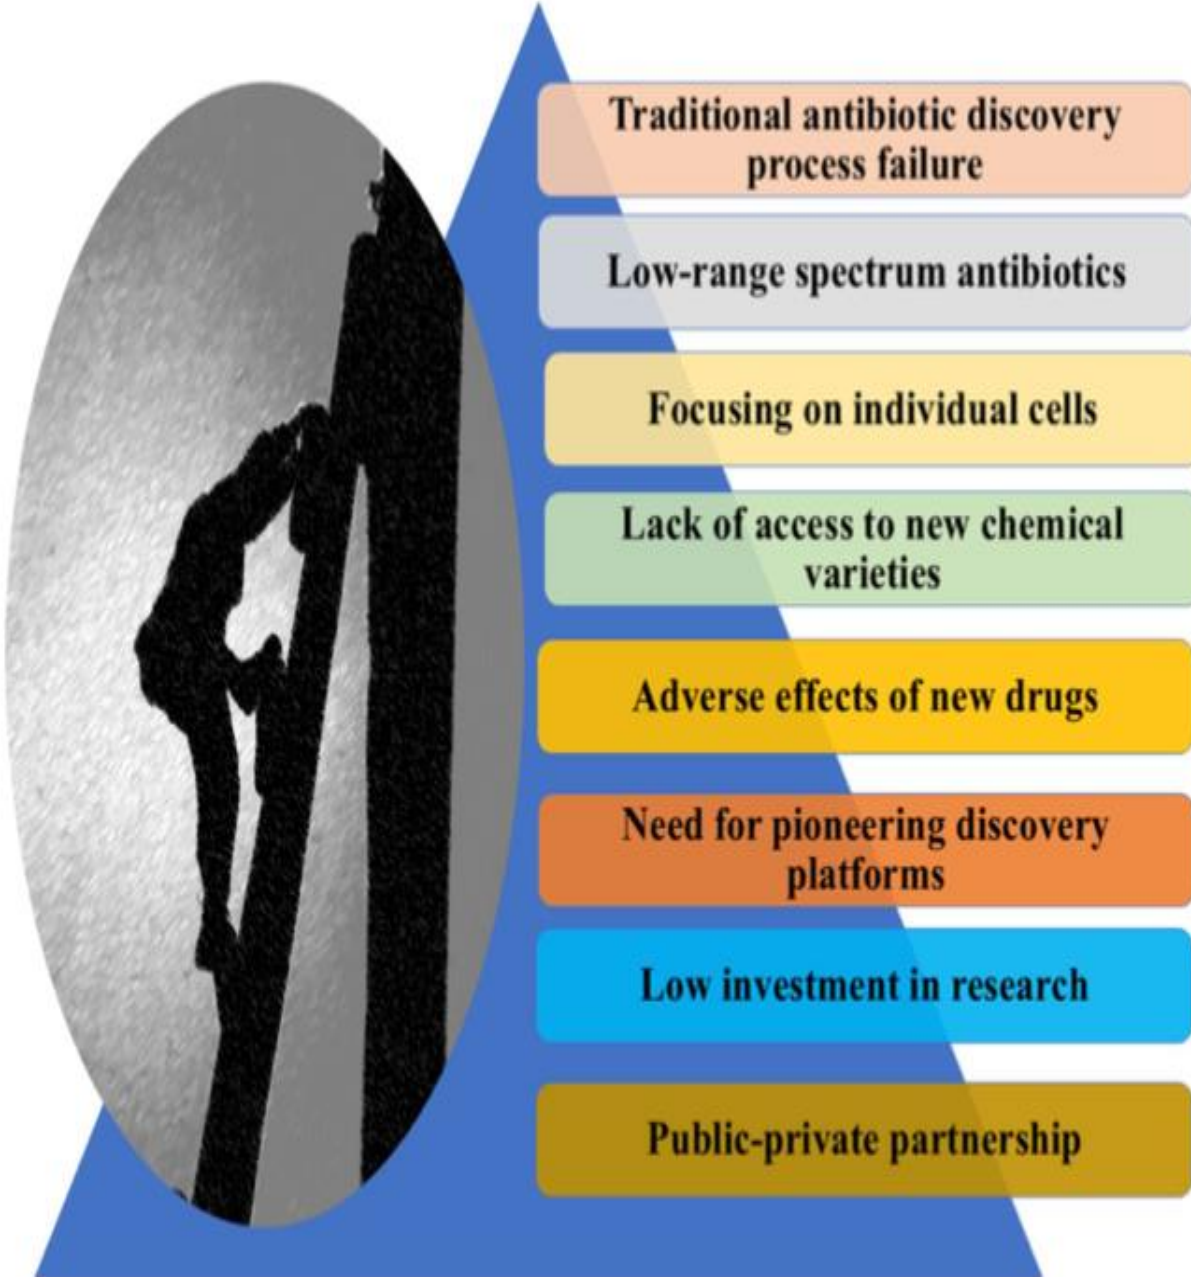 Traditional antibiotic discovery
process failure
Low-range spectrum antibiotics
Focusing on individual cells
Lack of access to new chemical
varieties
Adverse effects of new drugs
Need for pioneering discovery
platforms
Low investment in research
Public-private partnership